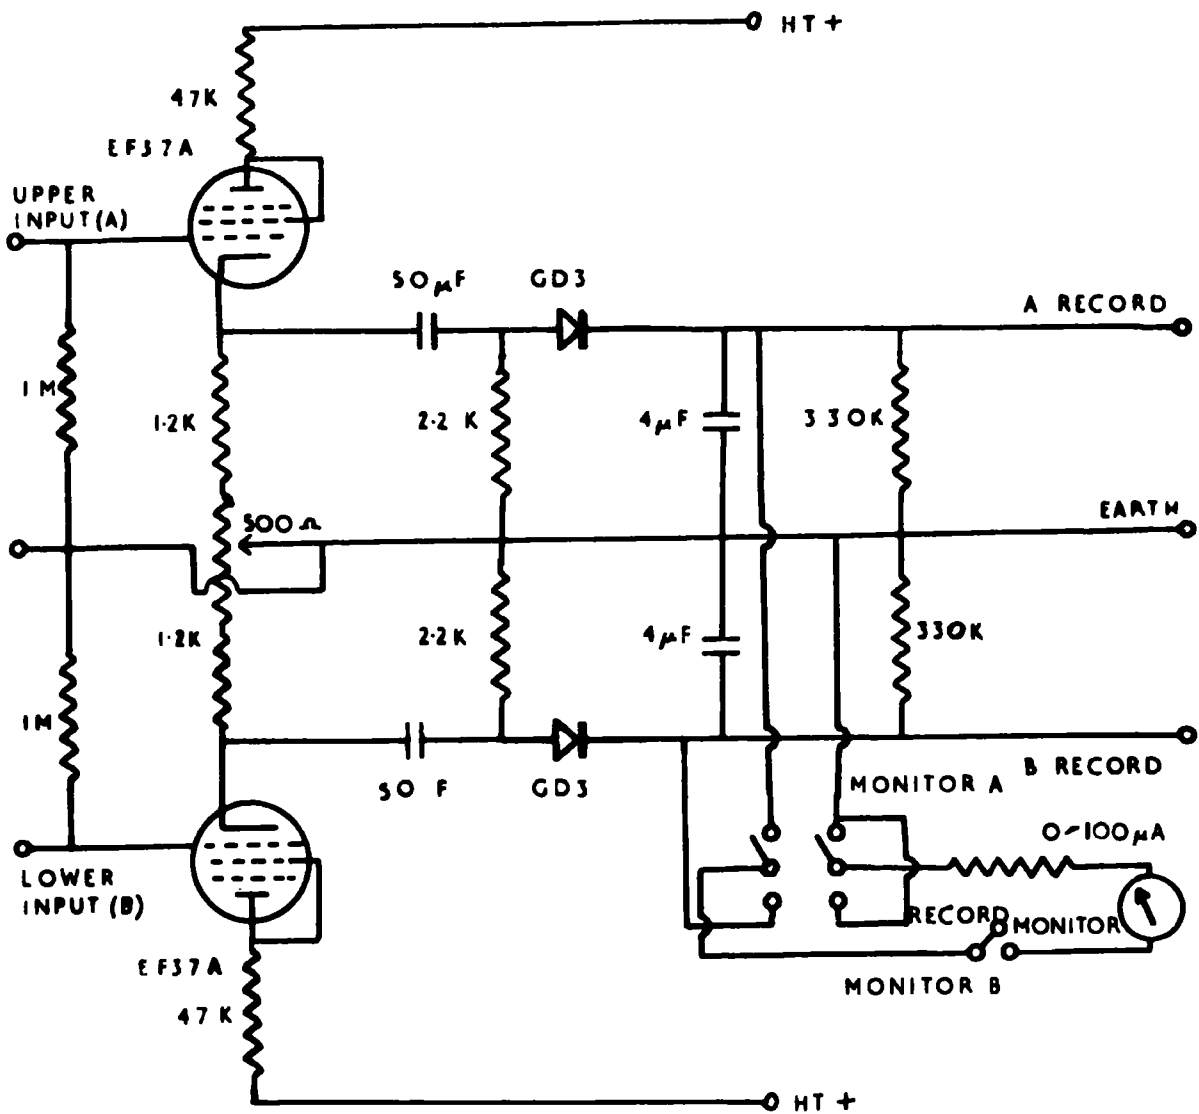 HT+
47K
EF37A
UPPER
INPUT (A)
50µF
GD3
A RECORD
1M
1·2K
2·2 K
4µF
330K
500Ω
EARTH
1·2K
2·2K
4µF
330K
1M
50 F
GD3
B RECORD
MONITOR A
0-100µA
LOWER
INPUT (B)
RECORD
MONITOR
EF37A
MONITOR B
47 K
HT+